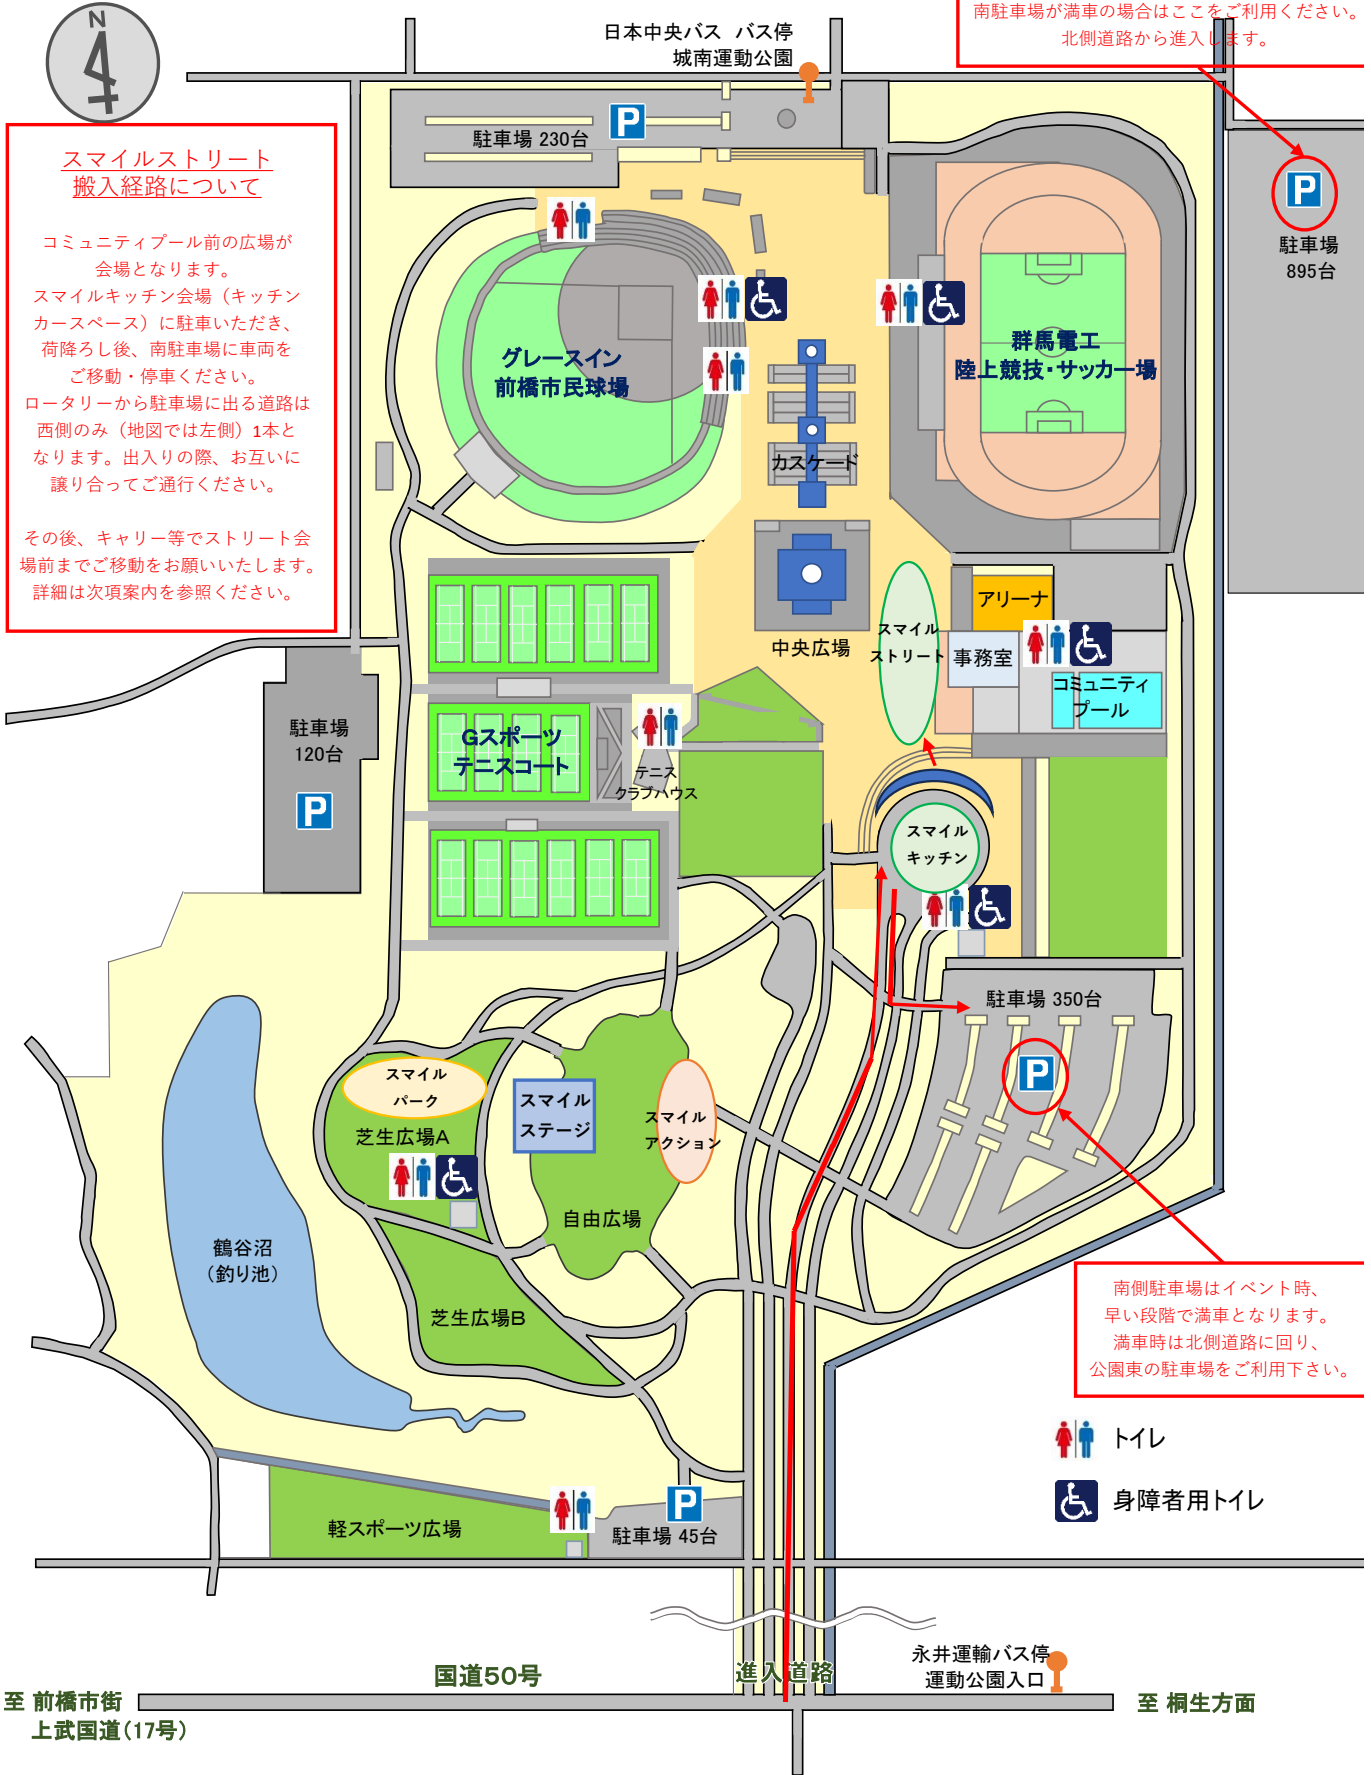 南駐車場が満車の場合はここをご利用ください。
北側道路から進入します。
N
日本中央バス バス停
城南運動公園
P
駐車場 230台
スマイルストリート
搬入経路について
コミュニティプール前の広場が
会場となります。
スマイルキッチン会場（キッチン
カースペース）に駐車いただき、
荷降ろし後、南駐車場に車両を
ご移動・停車ください。
ロータリーから駐車場に出る道路は
西側のみ（地図では左側）1本と
なります。出入りの際、お互いに
譲り合ってご通行ください。
その後、キャリー等でストリート会
場前までご移動をお願いいたします。
詳細は次項案内を参照ください。
P
駐車場
895台
グレースイン
前橋市民球場
群馬電工
陸上競技・サッカー場
カスケード
中央広場
スマイル
ストリート
アリーナ
事務室
コミュニティ
プール
駐車場
120台
P
Gスポーツ
テニスコート
テニス
クラブハウス
スマイル
キッチン
駐車場 350台
P
スマイル
パーク
芝生広場A
スマイル
ステージ
スマイル
アクション
自由広場
鶴谷沼
（釣り池）
芝生広場B
南側駐車場はイベント時、
早い段階で満車となります。
満車時は北側道路に回り、
公園東の駐車場をご利用下さい。
トイレ
身障者用トイレ
軽スポーツ広場
P
駐車場 45台
国道50号
進入道路
永井運輸バス停
運動公園入口
至 前橋市街
上武国道(17号)
至 桐生方面